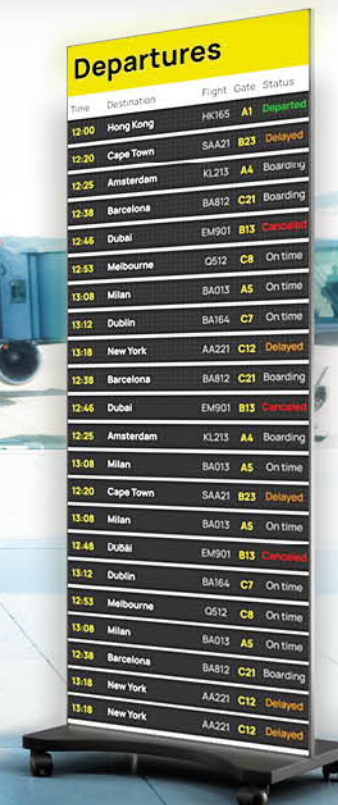 Departures
Time Destination Flight Gate Status
12:00 Hong Kong HK165 A1 Departed
12:20 Cape Town SAA21 B23 Delayed
12:25 Amsterdam KL213 A4 Boarding
12:38 Barcelona BA812 C21 Boarding
12:46 Dubai EM901 B13 Canceled
12:53 Melbourne Q512 C8 On time
13:08 Milan BA013 A5 On time
13:12 Dublin BA164 C7 On time
13:18 New York AA221 C12 Delayed
12:38 Barcelona BA812 C21 Boarding
12:46 Dubai EM901 B13 Canceled
12:25 Amsterdam KL213 A4 Boarding
13:08 Milan BA013 A5 On time
12:20 Cape Town SAA21 B23 Delayed
13:08 Milan BA013 A5 On time
12:46 Dubai EM901 B13 Canceled
13:12 Dublin BA164 C7 On time
12:53 Melbourne Q512 C8 On time
13:08 Milan BA013 A5 On time
12:38 Barcelona BA812 C21 Boarding
13:18 New York AA221 C12 Delayed
13:18 New York AA221 C12 Delayed